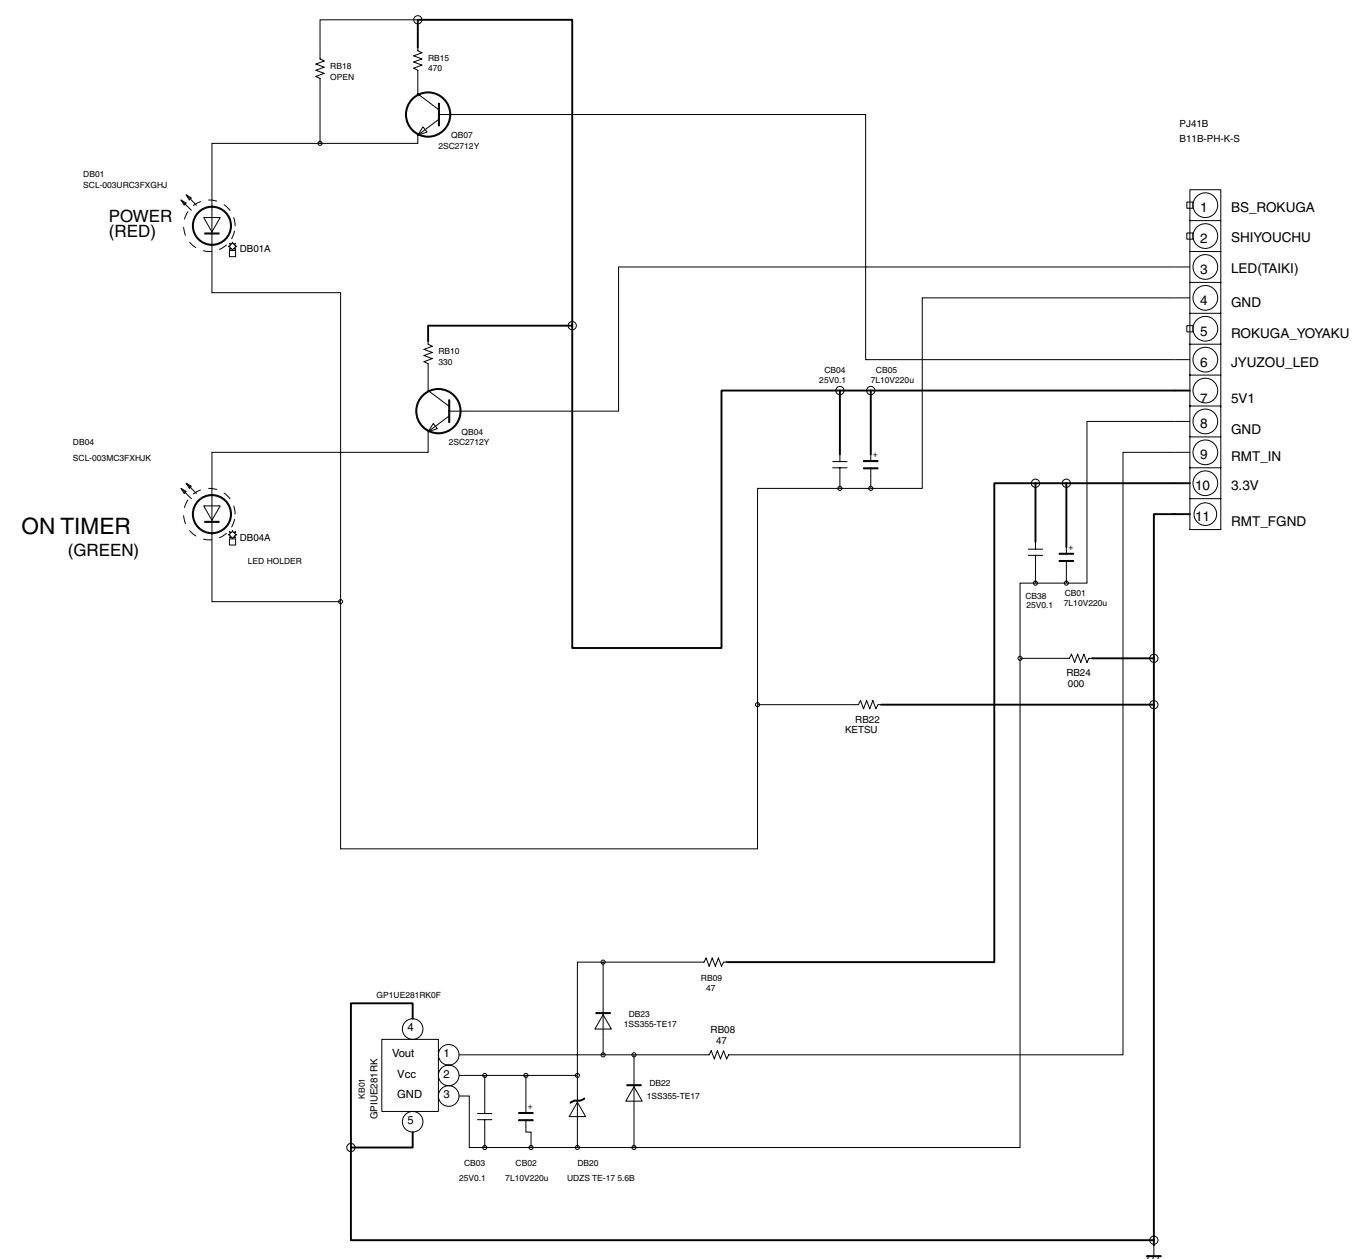 RB18
OPEN
RB15
470
QB07
2SC2712Y
PJ41B
B11B-PH-K-S
DB01
SCL-003URC3FXGHJ
POWER
(RED)
DB01A
1 BS_ROKUGA
2 SHIYOUCHU
3 LED(TAIKI)
4 GND
5 ROKUGA_YOYAKU
6 JYUZOU_LED
7 5V1
8 GND
9 RMT_IN
10 3.3V
11 RMT_FGND
RB10
330
QB04
2SC2712Y
CB04
25V0.1
CB05
7L10V220u
+
DB04
SCL-003MC3FXHJK
ON TIMER
(GREEN)
DB04A
LED HOLDER
+
CB38
25V0.1
CB01
7L10V220u
RB24
000
RB22
KETSU
RB09
47
GP1UE281RK0F
DB23
1SS355-TE17
RB08
47
4
Vout 1
Vcc 2
GND 3
5
KB01
GPIUE281RK
DB22
1SS355-TE17
+
CB03
25V0.1
CB02
7L10V220u
DB20
UDZS TE-17 5.6B